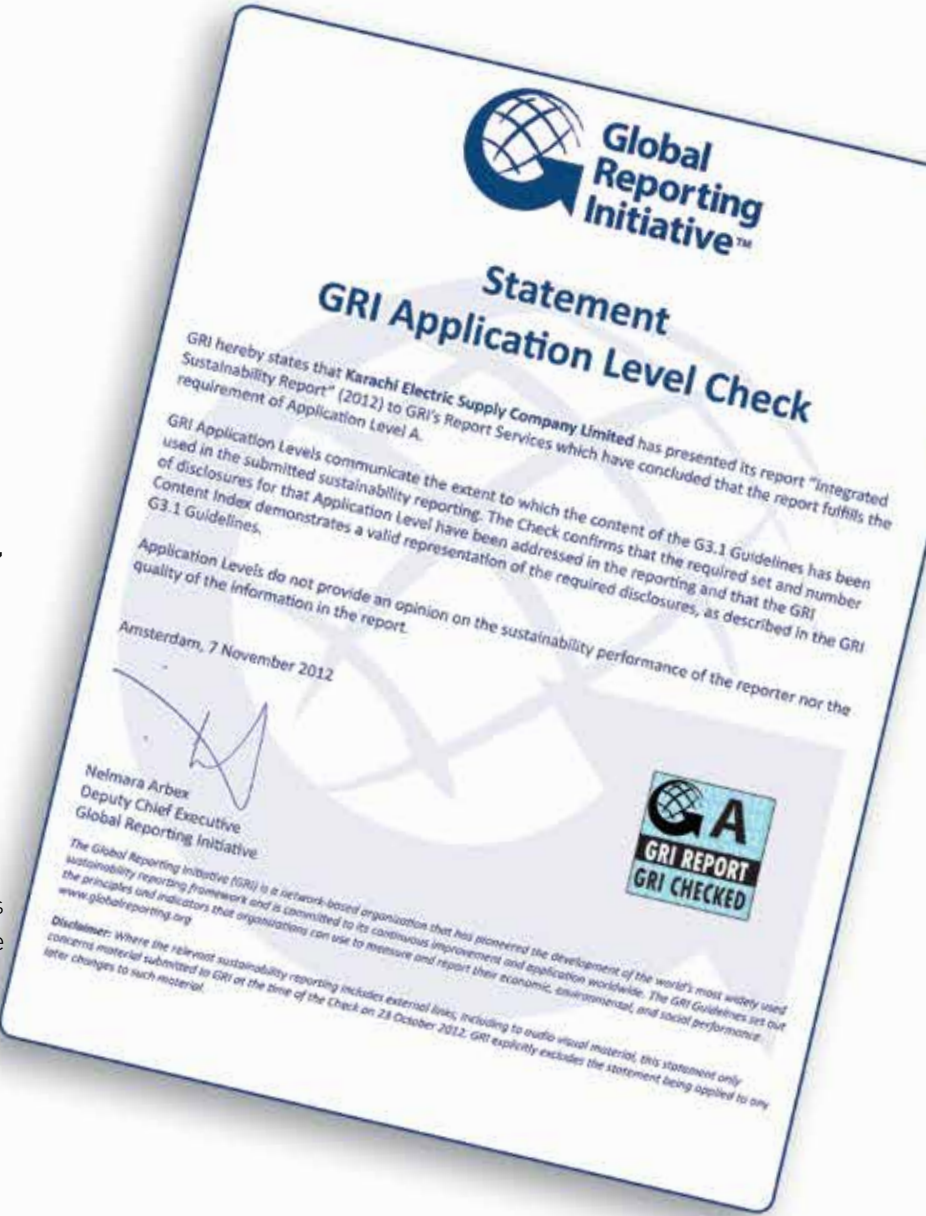 Global
Reporting
Initiative™
Statement
GRI Application Level Check
GRI hereby states that Karachi Electric Supply Company Limited has presented its report "Integrated
Sustainability Report" (2012) to GRI's Report Services which have concluded that the report fulfills the
requirement of Application Level A.
GRI Application Levels communicate the extent to which the content of the G3.1 Guidelines has been
used in the submitted sustainability reporting. The Check confirms that the required set and number
of disclosures for that Application Level have been addressed in the reporting and that the GRI
Content Index demonstrates a valid representation of the required disclosures, as described in the GRI
G3.1 Guidelines.
Application Levels do not provide an opinion on the sustainability performance of the reporter nor the
quality of the information in the report.
Amsterdam, 7 November 2012
Nelmara Arbex
Deputy Chief Executive
Global Reporting Initiative
A
GRI REPORT
GRI CHECKED
The Global Reporting Initiative (GRI) is a network-based organization that has pioneered the development of the world's most widely used
sustainability reporting framework and is committed to its continuous improvement and application worldwide. The GRI Guidelines set out
the principles and indicators that organizations can use to measure and report their economic, environmental, and social performance.
www.globalreporting.org
Disclaimer: Where the relevant sustainability reporting includes external links, including to audio visual material, this statement only
concerns material submitted to GRI at the time of the Check on 23 October 2012. GRI explicitly excludes the statement being applied to any
later changes to such material.